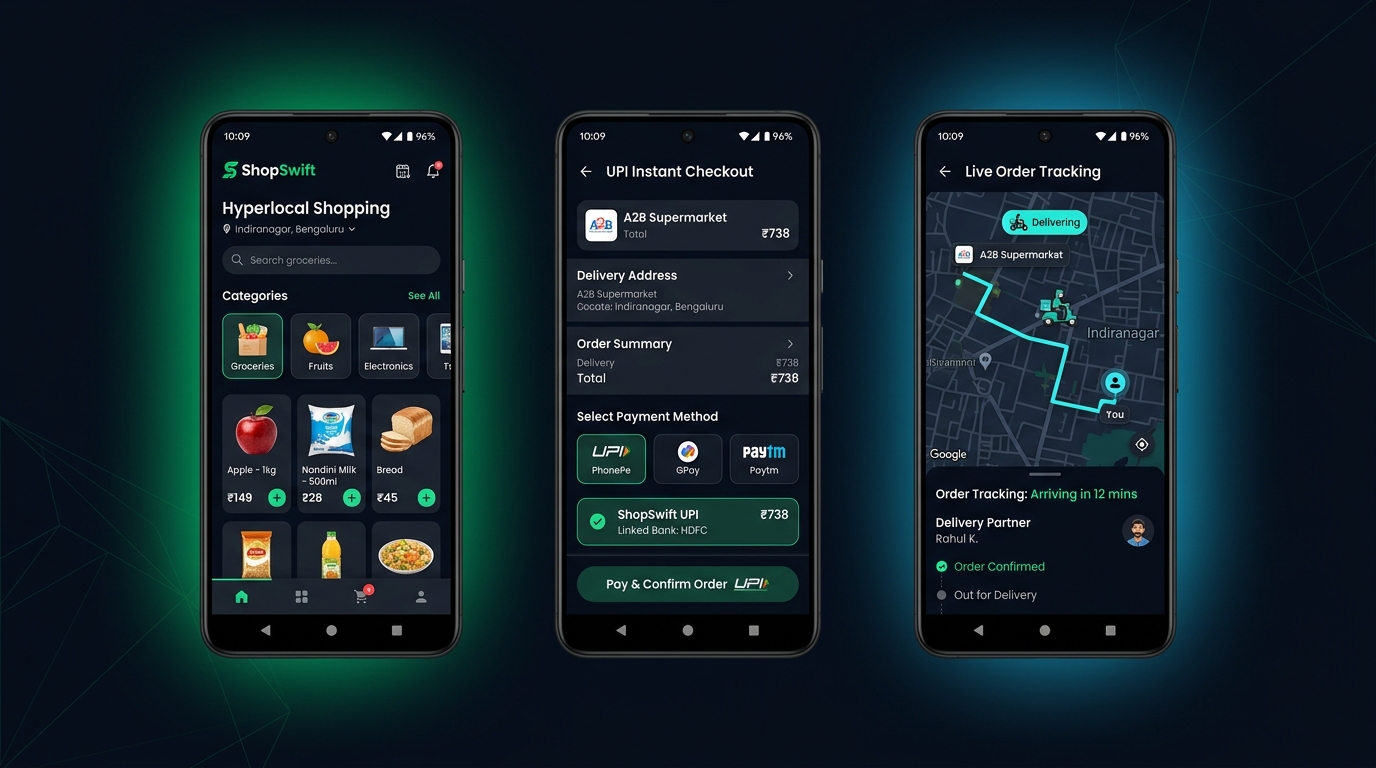 10:09
96%
ShopSwift
Hyperlocal Shopping
Indiranagar, Bengaluru
Search groceries...
Categories
See All
Groceries
Fruits
Electronics
Apple - 1kg
₹149
Nandini Milk
- 500ml
₹28
Bread
₹45
9
10:09
96%
UPI Instant Checkout
A2B
A2B Supermarket
Total
₹738
Delivery Address
A2B Supermarket
Gocate: Indiranagar, Bengaluru
Order Summary
Delivery
₹738
Total
₹738
Select Payment Method
UPI
PhonePe
GPay
paytm
Poytm
ShopSwift UPI
₹738
Linked Bank: HDFC
Pay & Confirm Order
UPI
10:09
96%
Live Order Tracking
Delivering
A2B Supermarkat
Indiranagar
You
Google
Order Tracking: Arriving in 12 mins
Delivery Partner
Rahul K.
Order Confirmed
Out for Delivery